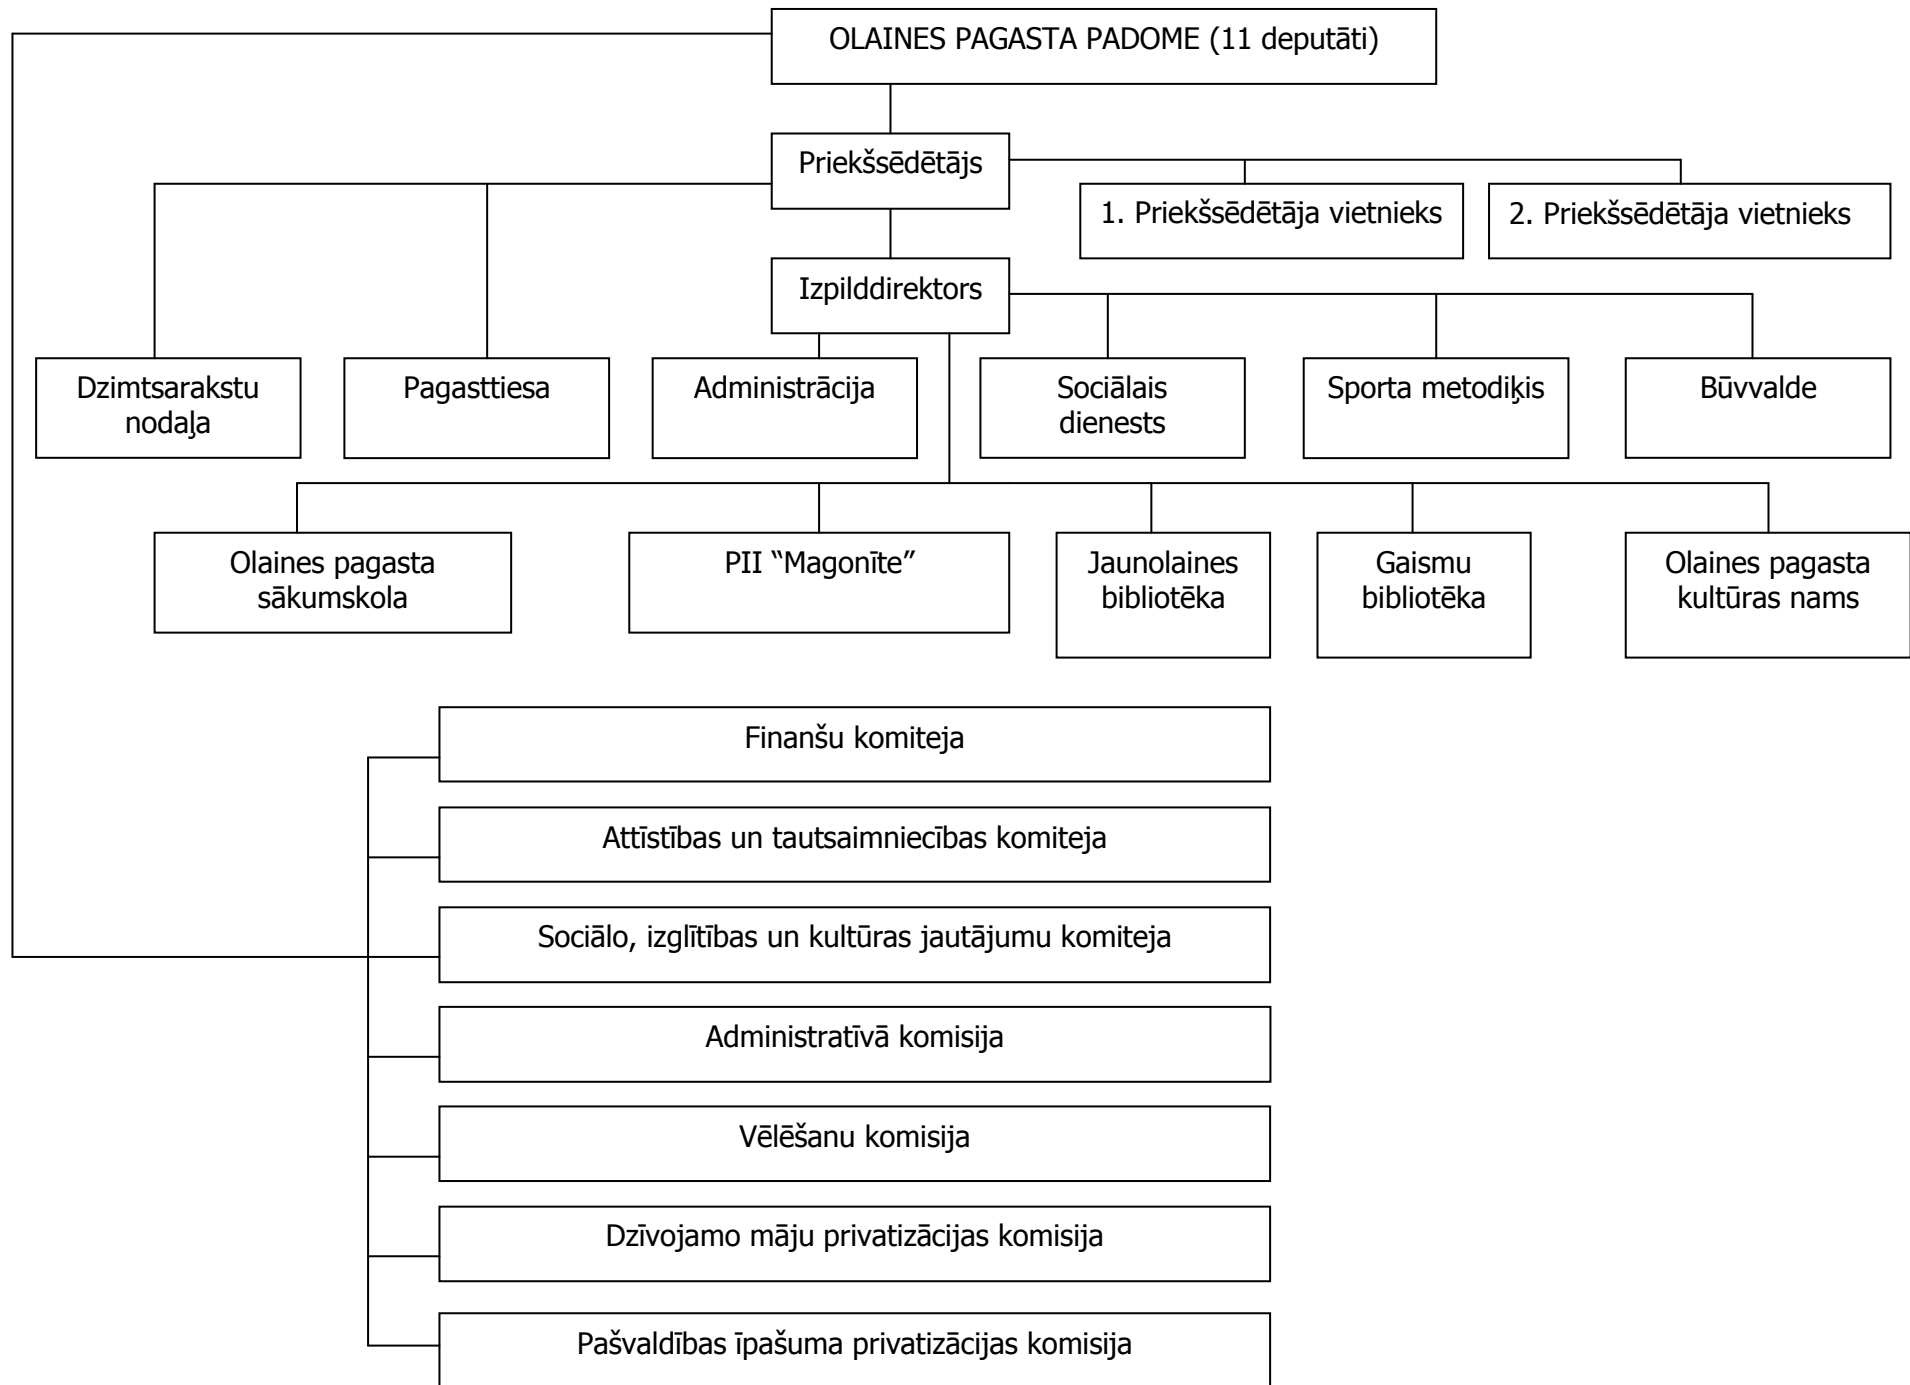 OLAINES PAGASTA PADOME (11 deputāti)
Priekšsēdētājs
1. Priekšsēdētāja vietnieks
2. Priekšsēdētāja vietnieks
Izpilddirektors
Dzimtsarakstu
nodaļa
Pagasttiesa
Administrācija
Sociālais
dienests
Sporta metodiķis
Būvvalde
Olaines pagasta
sākumskola
PII “Magonīte”
Jaunolaines
bibliotēka
Gaismu
bibliotēka
Olaines pagasta
kultūras nams
Finanšu komiteja
Attīstības un tautsaimniecības komiteja
Sociālo, izglītības un kultūras jautājumu komiteja
Administratīvā komisija
Vēlēšanu komisija
Dzīvojamo māju privatizācijas komisija
Pašvaldības īpašuma privatizācijas komisija